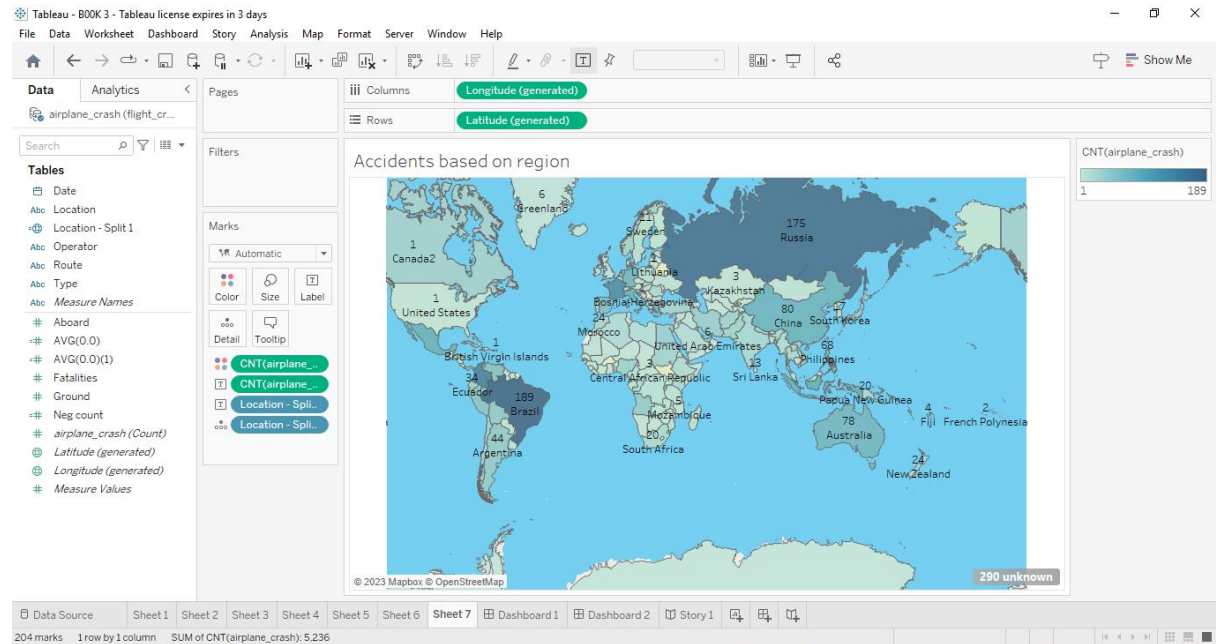 Tableau - B00K 3 - Tableau license expires in 3 days
File Data Worksheet Dashboard Story Analysis Map Format Server Window Help
Show Me
Data Analytics
airplane_crash (flight_cr...
Search
Tables
Date
Abc Location
Location - Split 1
Abc Operator
Abc Route
Abc Type
Abc Measure Names
# Aboard
=# AVG(0.0)
=# AVG(0.0)(1)
# Fatalities
# Ground
=# Neg count
# airplane_crash (Count)
Latitude (generated)
Longitude (generated)
# Measure Values
Pages
Filters
Marks
Automatic
Color Size Label
Detail Tooltip
CNT(airplane_..
CNT(airplane_..
Location - Spli..
Location - Spli..
iii Columns Longitude (generated)
Rows Latitude (generated)
Accidents based on region
6
Greenland
11
Sweden
175
Russia
1
Canada2
1
Lithuania
3
Kazakhstan
1
United States
Bosnia-Herzegovina
80
China
17
South Korea
24
Morocco
6
United Arab Emirates
68
Philippines
1
British Virgin Islands
3
Central African Republic
13
Sri Lanka
34
Ecuador
189
Brazil
5
Mozambique
20
Papua New Guinea
4
Fiji
2
French Polynesia
44
Argentina
20
South Africa
78
Australia
24
New Zealand
© 2023 Mapbox © OpenStreetMap
290 unknown
CNT(airplane_crash)
1 189
Data Source Sheet 1 Sheet 2 Sheet 3 Sheet 4 Sheet 5 Sheet 6 Sheet 7 Dashboard 1 Dashboard 2 Story 1
204 marks 1 row by 1 column SUM of CNT(airplane_crash): 5,236